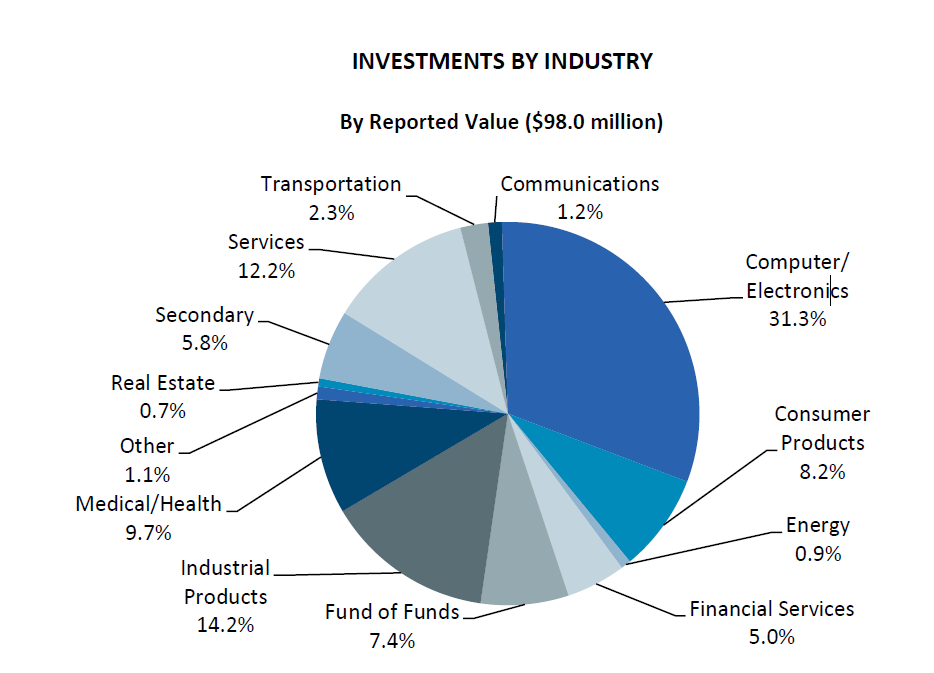 INVESTMENTS BY INDUSTRY
By Reported Value ($98.0 million)
Transportation
2.3%
Communications
1.2%
Services
12.2%
Computer/
Electronics
31.3%
Secondary
5.8%
Real Estate
0.7%
Consumer
Products
8.2%
Other
1.1%
Medical/Health
9.7%
Energy
0.9%
Industrial
Products
14.2%
Fund of Funds
7.4%
Financial Services
5.0%